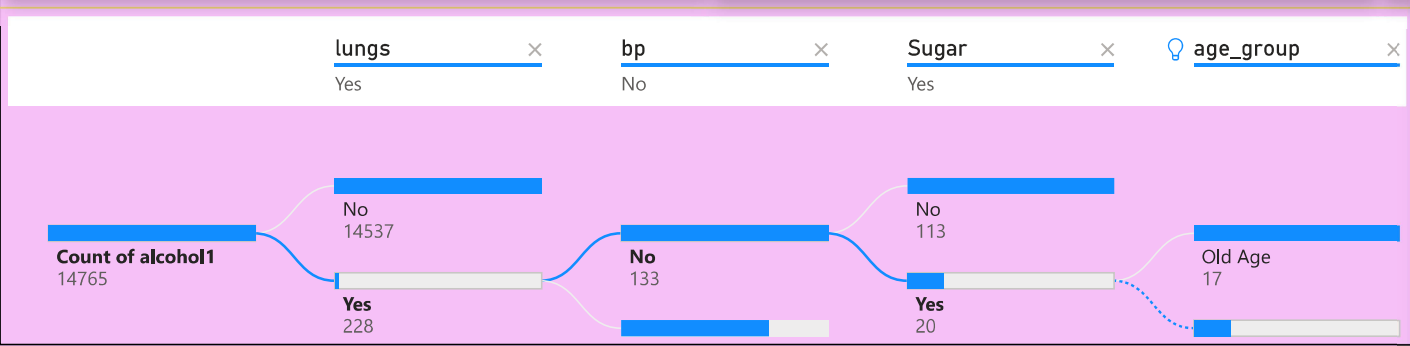 lungs
Yes
bp
No
Sugar
Yes
age_group
Count of alcohol1
14765
No
14537
Yes
228
No
133
No
113
Yes
20
Old Age
17